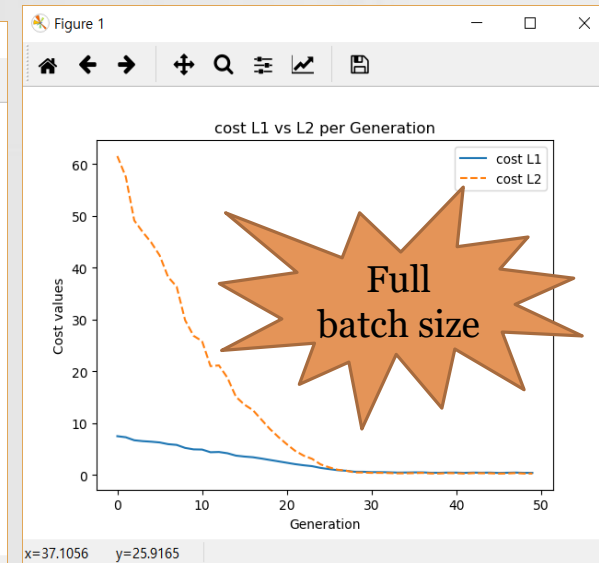 Figure 1
cost L1 vs L2 per Generation
cost L1
cost L2
60
50
40
30
20
10
0
Cost values
Full
batch size
0 10 20 30 40 50
Generation
x=37.1056 y=25.9165